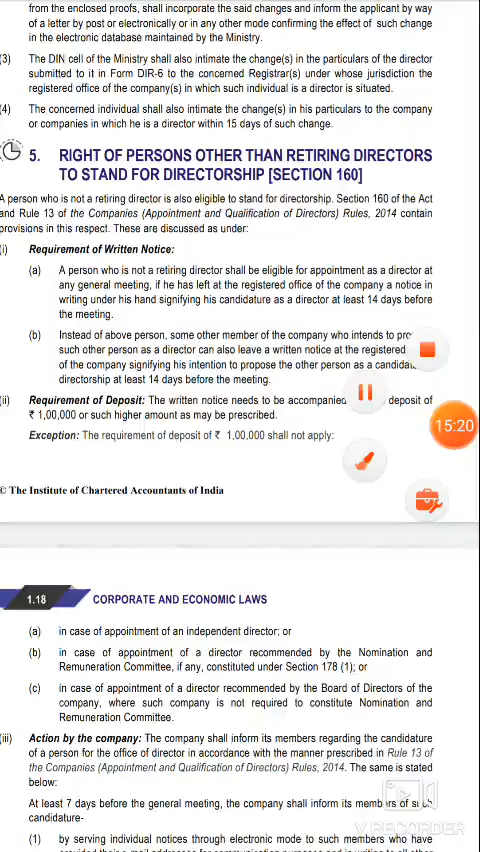 from the enclosed proofs, shall incorporate the said changes and inform the applicant by way
of a letter by post or electronically or in any other mode confirming the effect of such change
in the electronic database maintained by the Ministry.
(3) The DIN cell of the Ministry shall also intimate the change(s) in the particulars of the director
submitted to it in Form DIR-6 to the concerned Registrar(s) under whose jurisdiction the
registered office of the company(s) in which such individual is a director is situated.
(4) The concerned individual shall also intimate the change(s) in his particulars to the company
or companies in which he is a director within 15 days of such change.
5. RIGHT OF PERSONS OTHER THAN RETIRING DIRECTORS
TO STAND FOR DIRECTORSHIP [SECTION 160]
A person who is not a retiring director is also eligible to stand for directorship. Section 160 of the Act
and Rule 13 of the Companies (Appointment and Qualification of Directors) Rules, 2014 contain
provisions in this respect. These are discussed as under:
(i) Requirement of Written Notice:
(a) A person who is not a retiring director shall be eligible for appointment as a director at
any general meeting, if he has left at the registered office of the company a notice in
writing under his hand signifying his candidature as a director at least 14 days before
the meeting.
(b) Instead of above person, some other member of the company who intends to
such other person as a director can also leave a written notice at the registered
of the company signifying his intention to propose the other person as a
directorship at least 14 days before the meeting.
(ii) Requirement of Deposit: The written notice needs to be accompanied deposit of
₹ 1,00,000 or such higher amount as may be prescribed.
15:20
Exception: The requirement of deposit of ₹ 1,00,000 shall not apply:
© The Institute of Chartered Accountants of India
1.18 CORPORATE AND ECONOMIC LAWS
(a) in case of appointment of an independent director; or
(b) in case of appointment of a director recommended by the Nomination and
Remuneration Committee, if any, constituted under Section 178 (1); or
(c) in case of appointment of a director recommended by the Board of Directors of the
company, where such company is not required to constitute Nomination and
Remuneration Committee.
(iii) Action by the company: The company shall inform its members regarding the candidature
of a person for the office of director in accordance with the manner prescribed in Rule 13 of
the Companies (Appointment and Qualification of Directors) Rules, 2014. The same is stated
below:
At least 7 days before the general meeting, the company shall inform its members of such
candidature-
V RECORDER
(1) by serving individual notices through electronic mode to such members who have